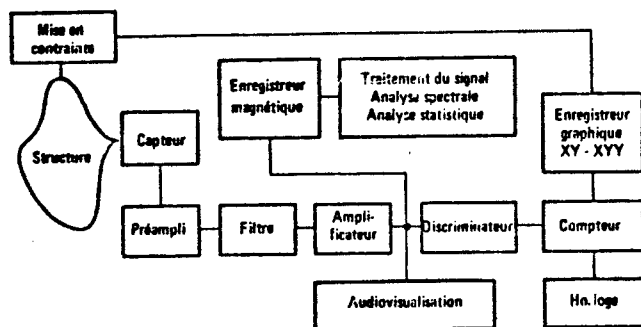 Mise en
contrainte
Structure
Capteur
Enregistreur
magnétique
Traitement du signal
Analyse spectrale
Analyse statistique
Enregistreur
graphique
XY - XYY
Préampli
Filtre
Ampli-
ficateur
Discriminateur
Compteur
Audiovisualisation